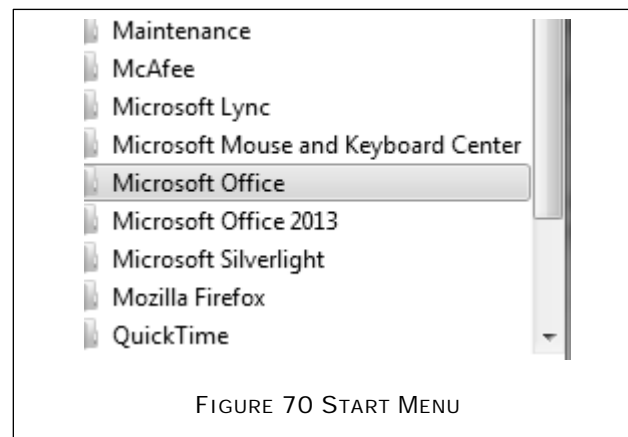 Maintenance
McAfee
Microsoft Lync
Microsoft Mouse and Keyboard Center
Microsoft Office
Microsoft Office 2013
Microsoft Silverlight
Mozilla Firefox
QuickTime
FIGURE 70 START MENU